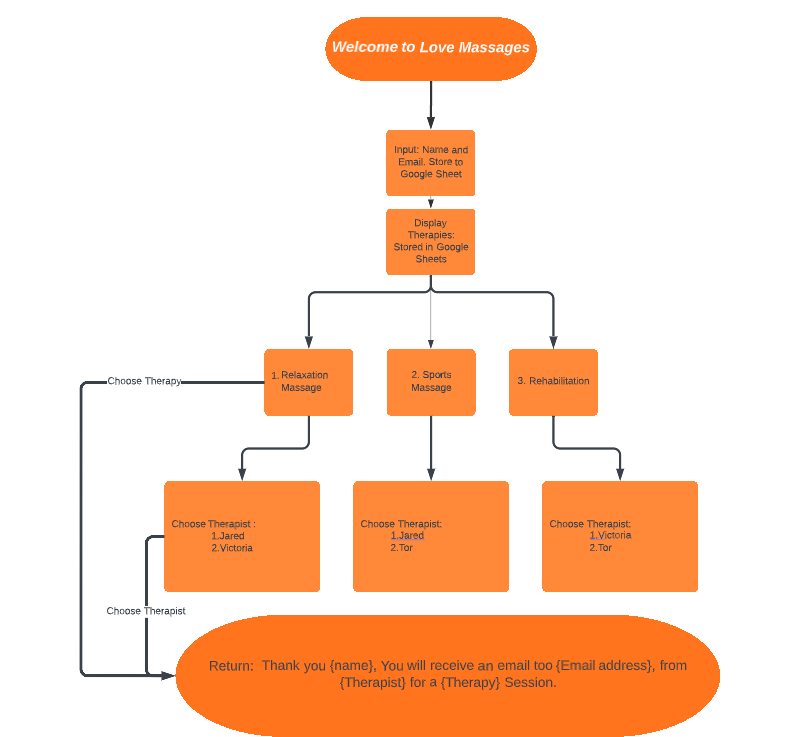 Welcome to Love Massages
Input: Name and
Email. Store to
Google Sheet
Display
Therapies:
Stored in Google
Sheets
1. Relaxation
Massage
2. Sports
Massage
3. Rehabilitation
Choose Therapy
Choose Therapist :
1.Jared
2.Victoria
Choose Therapist:
1.Jared
2.Tor
Choose Therapist:
1.Victoria
2.Tor
Choose Therapist
Return: Thank you {name}, You will receive an email too {Email address}, from
{Therapist} for a {Therapy} Session.